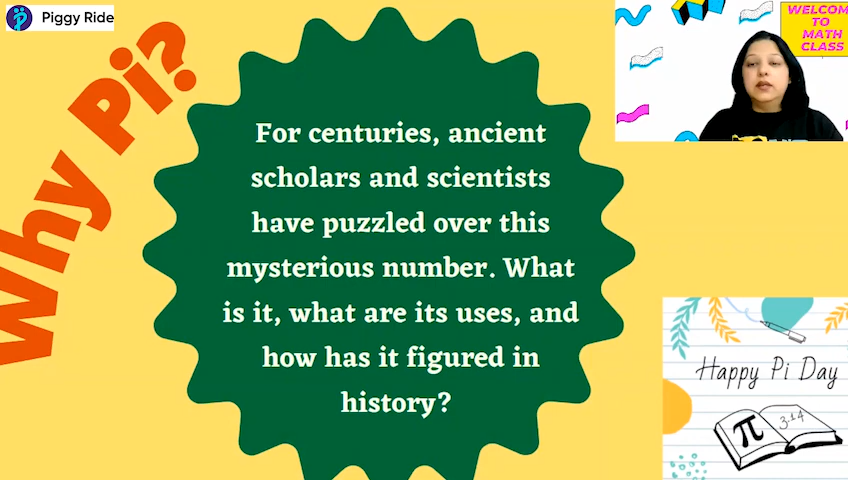 Piggy Ride
Why Pi?
For centuries, ancient
scholars and scientists
have puzzled over this
mysterious number. What
is it, what are its uses, and
how has it figured in
history?
WELCOM
TO
MATH
CLASS
Happy Pi Day
π
3.14